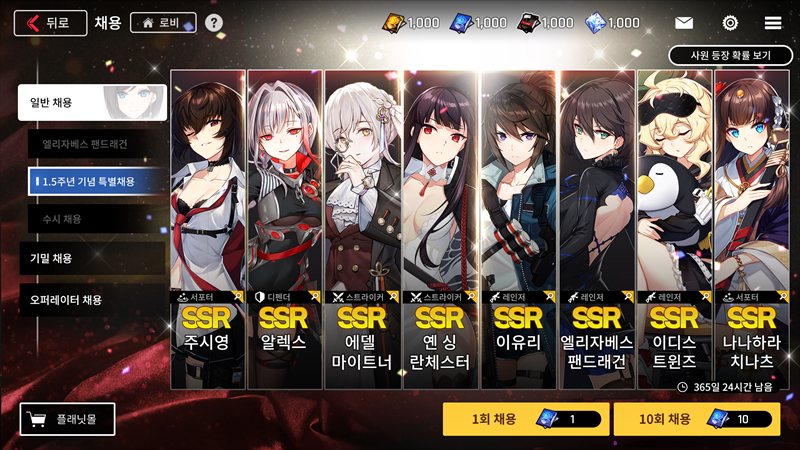 뒤로
채용
로비
?
1,000
1,000
1,000
1,000
사원 등장 확률 보기
일반 채용
엘리자베스 팬드래건
1.5주년 기념 특별채용
수시 채용
기밀 채용
오퍼레이터 채용
서포터
SSR
주시영
디펜더
SSR
알렉스
스트라이커
SSR
에델
마이트너
스트라이커
SSR
옌 싱
란체스터
레인저
SSR
이유리
레인저
SSR
엘리자베스
팬드래건
레인저
SSR
이디스
트윈즈
서포터
SSR
나나하라
치나츠
365일 24시간 남음
플래닛몰
1회 채용
1
10회 채용
10